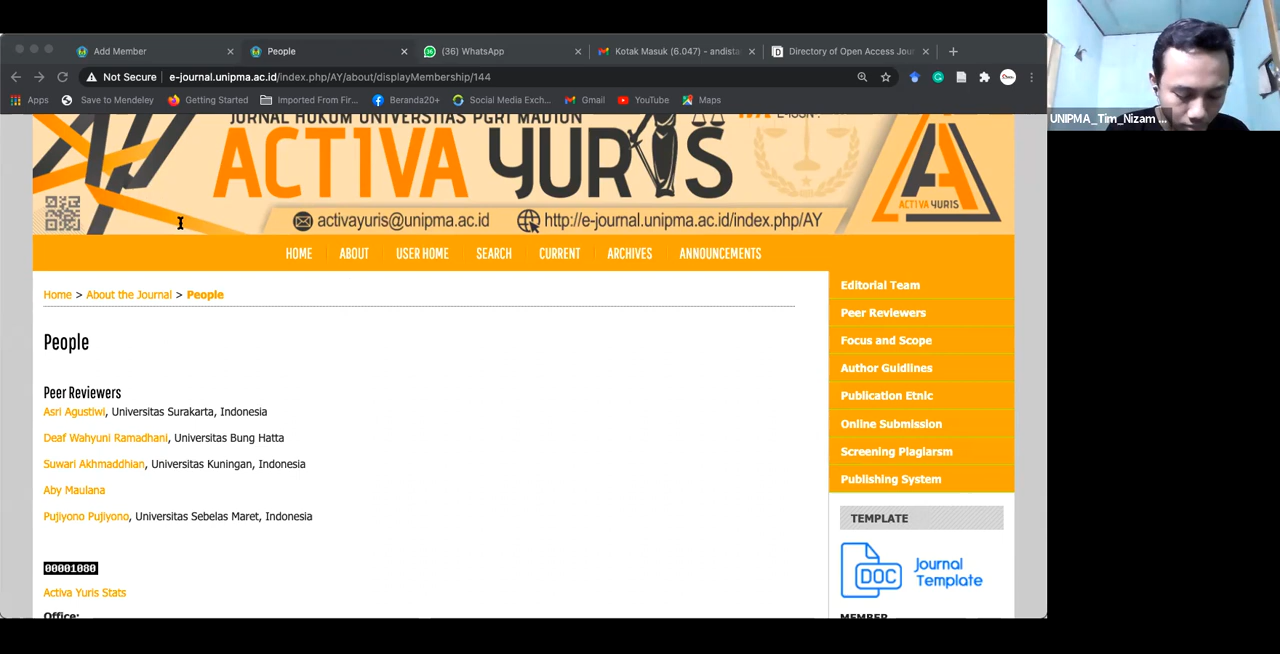 Add Member
People
(36) WhatsApp
Kotak Masuk (6.047) - andista
Directory of Open Access Jou
Not Secure
e-journal.unipma.ac.id/index.php/AY/about/displayMembership/144
Apps
Save to Mendeley
Getting Started
Imported From Fir...
Beranda20+
Social Media Exch...
Gmail
YouTube
Maps
UNIPMA_Tim_Nizam ...
JURNAL HUKUM UNIVERSITAS PGRI MADIUN
ACTIVA YURIS
ACTIVA YURIS
activayuris@unipma.ac.id
http://e-journal.unipma.ac.id/index.php/AY
HOME
ABOUT
USER HOME
SEARCH
CURRENT
ARCHIVES
ANNOUNCEMENTS
Home > About the Journal > People
People
Peer Reviewers
Asri Agustiwi, Universitas Surakarta, Indonesia
Deaf Wahyuni Ramadhani, Universitas Bung Hatta
Suwari Akhmaddhian, Universitas Kuningan, Indonesia
Aby Maulana
Pujiyono Pujiyono, Universitas Sebelas Maret, Indonesia
00001080
Activa Yuris Stats
Office:
Editorial Team
Peer Reviewers
Focus and Scope
Author Guidlines
Publication Etnic
Online Submission
Screening Plagiarsm
Publishing System
TEMPLATE
DOC
Journal
Template
MEMBER